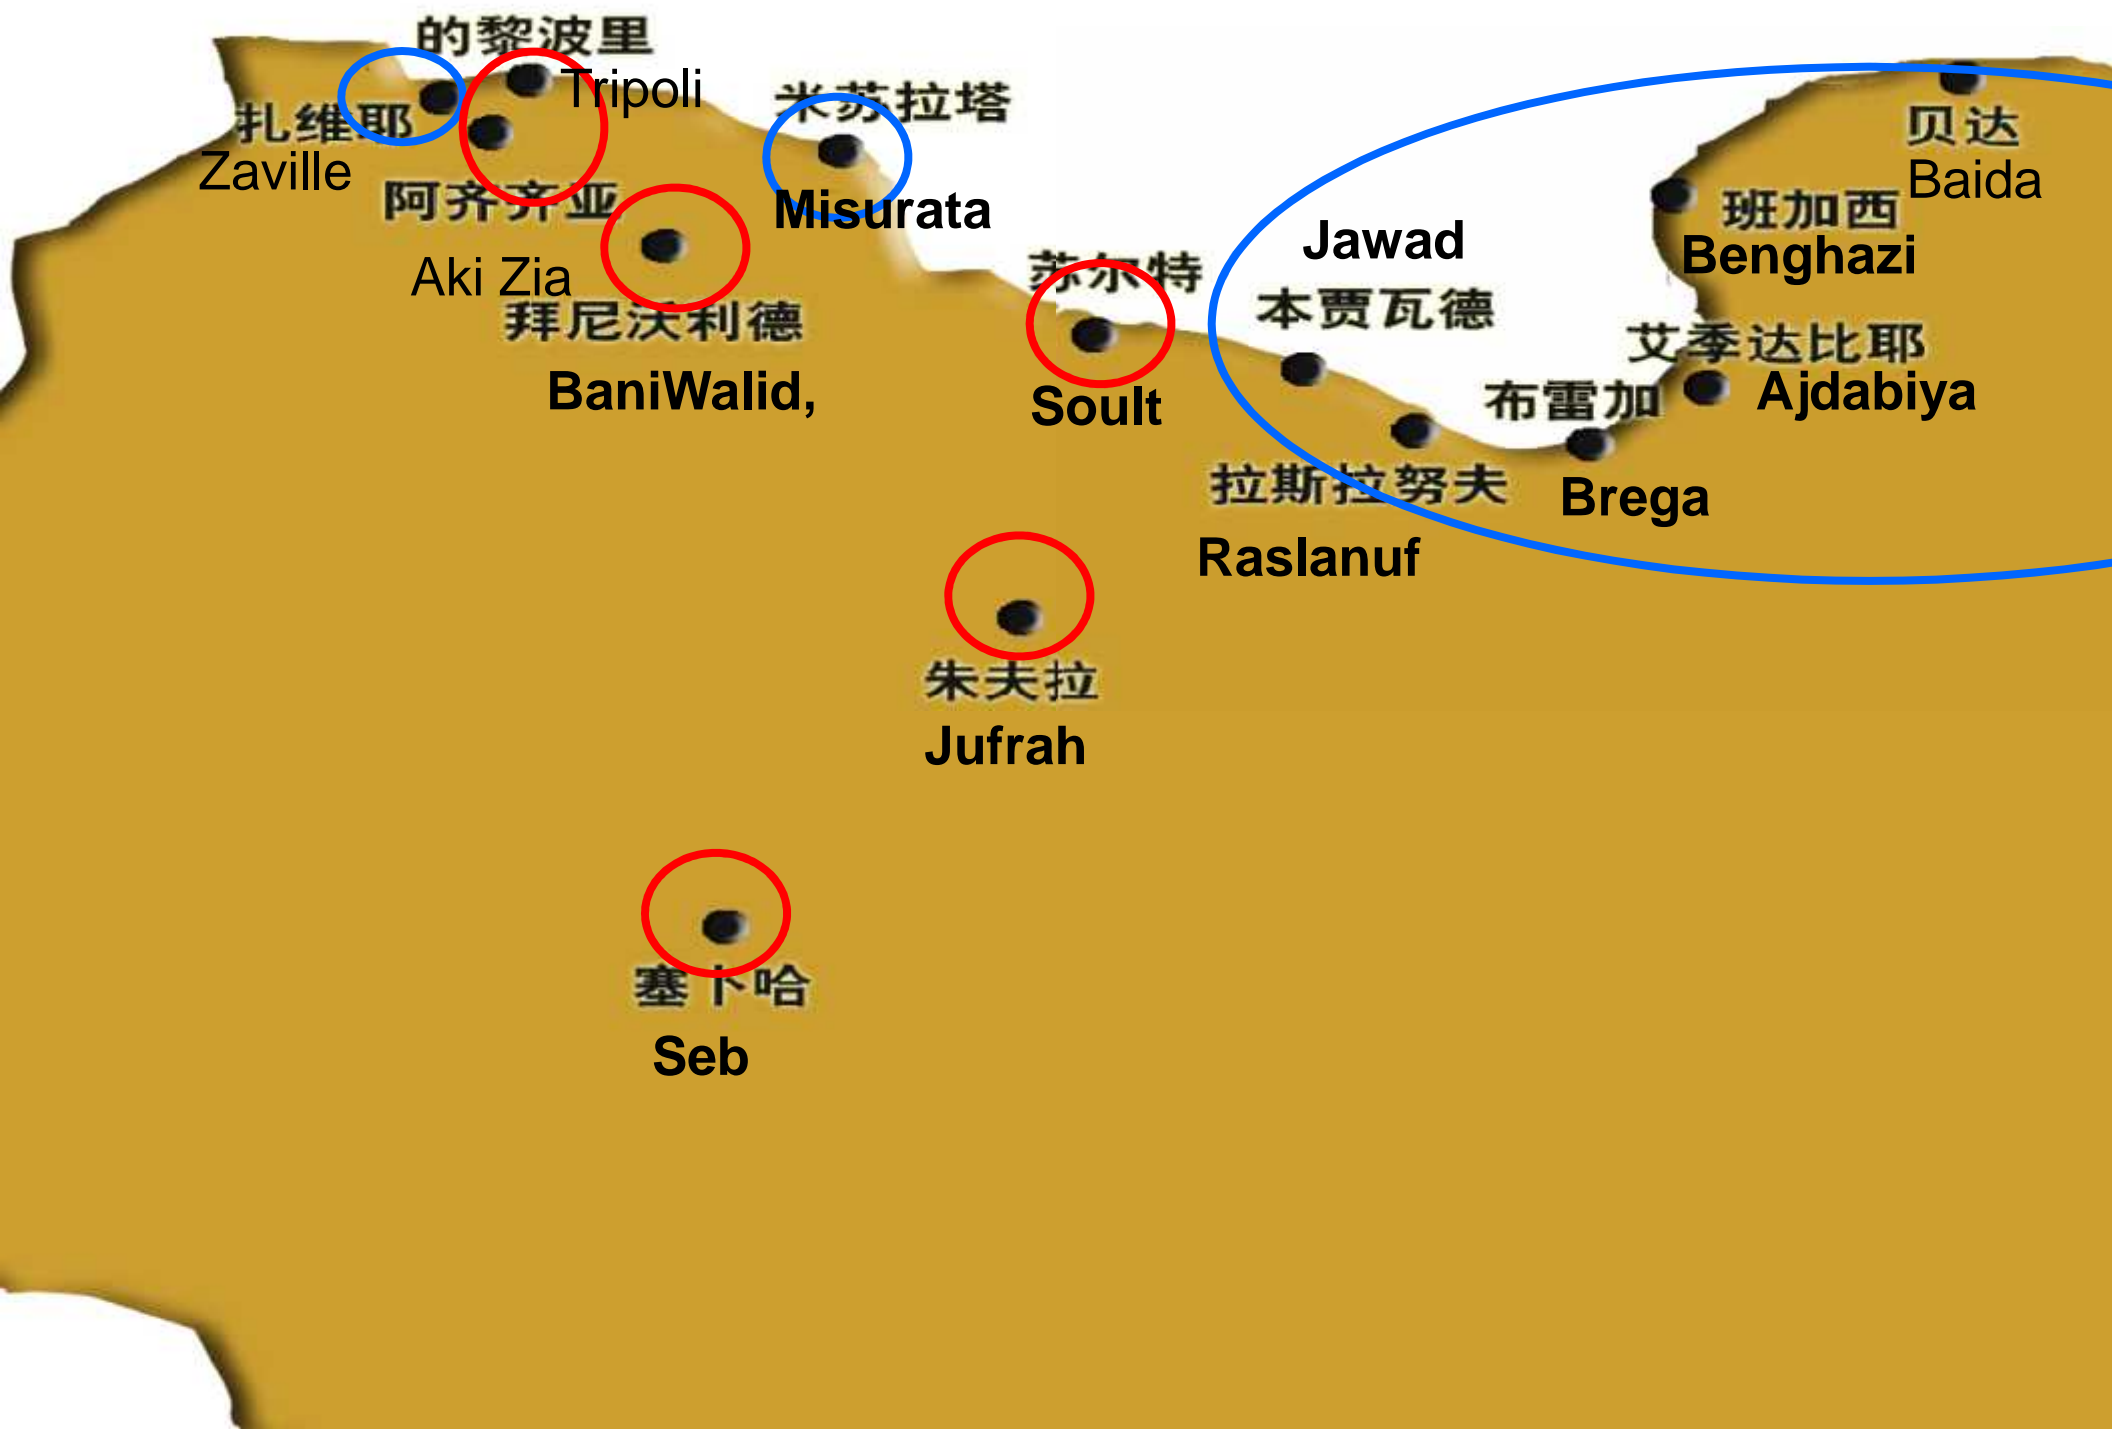 的黎波里
Tripoli
扎维耶
Zaville
米苏拉塔
Misurata
阿齐齐亚
Aki Zia
拜尼沃利德
BaniWalid,
苏尔特
Soult
Jawad
本贾瓦德
贝达
Baida
班加西
Benghazi
艾季达比耶
Ajdabiya
布雷加
Brega
拉斯拉努夫
Raslanuf
朱夫拉
Jufrah
塞卜哈
Seb